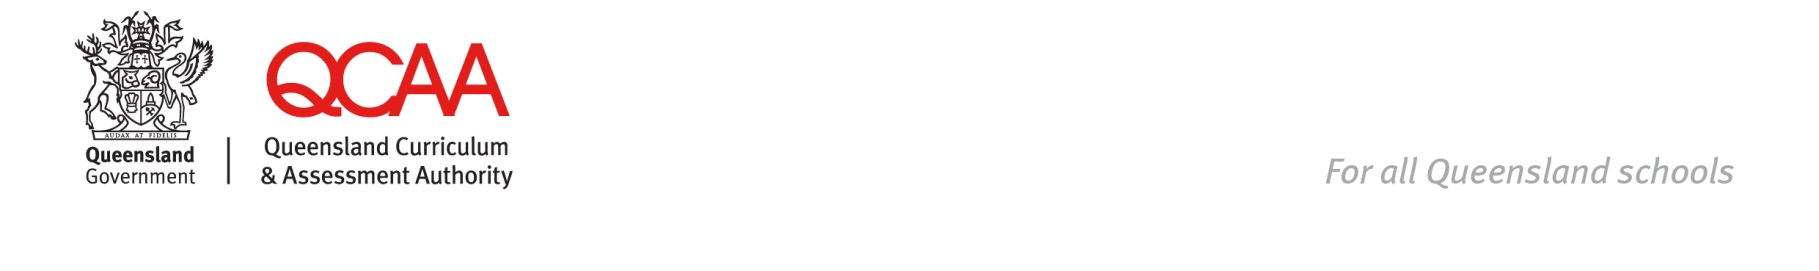 QCAA
AUDAX AT FIDELIS
Queensland
Government
Queensland Curriculum
& Assessment Authority
For all Queensland schools